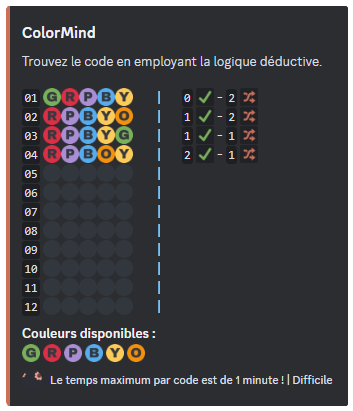 ColorMind
Trouvez le code en employant la logique déductive.
01 G R P B Y | 0 ✔ - 2 🔀
02 R P B Y O | 1 ✔ - 2 🔀
03 R P B Y G | 1 ✔ - 1 🔀
04 R P B O Y | 2 ✔ - 1 🔀
05 |
06 |
07 |
08 |
09 |
10 |
11 |
12 |
Couleurs disponibles :
G R P B Y O
Le temps maximum par code est de 1 minute ! | Difficile